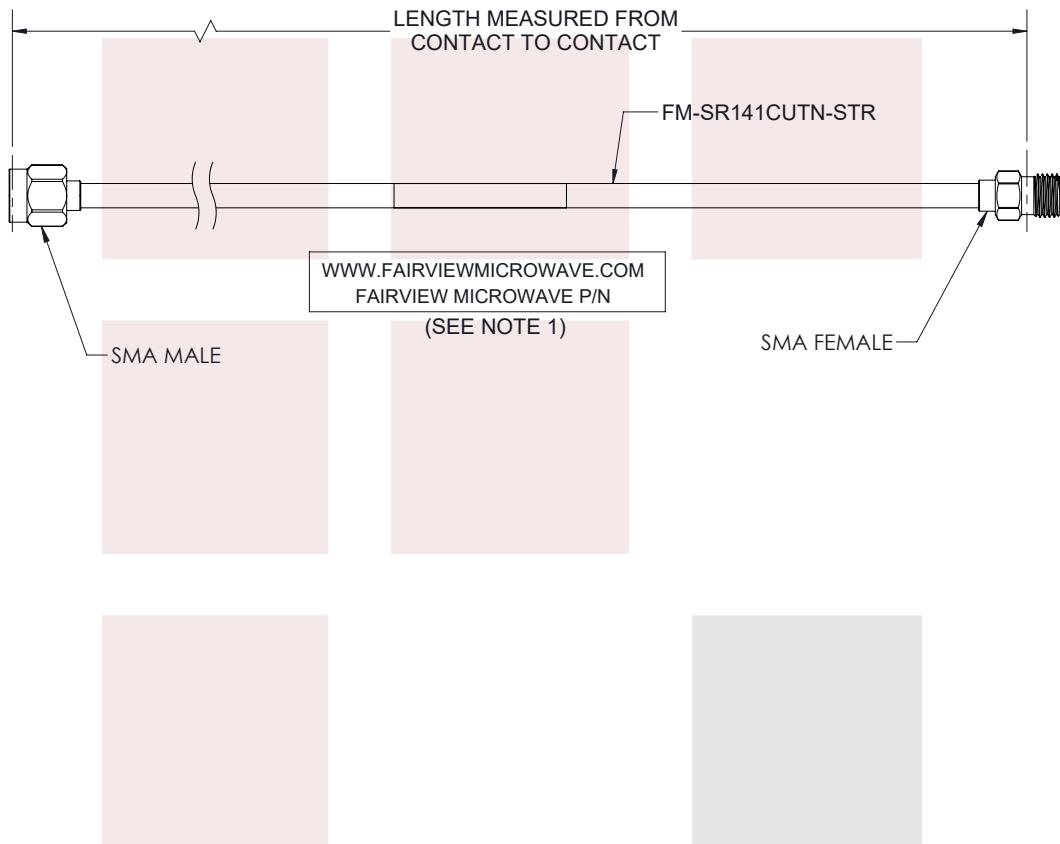 LENGTH MEASURED FROM
CONTACT TO CONTACT
FM-SR141CUTN-STR
WWW.FAIRVIEWMICROWAVE.COM
FAIRVIEW MICROWAVE P/N
(SEE NOTE 1)
SMA MALE
SMA FEMALE